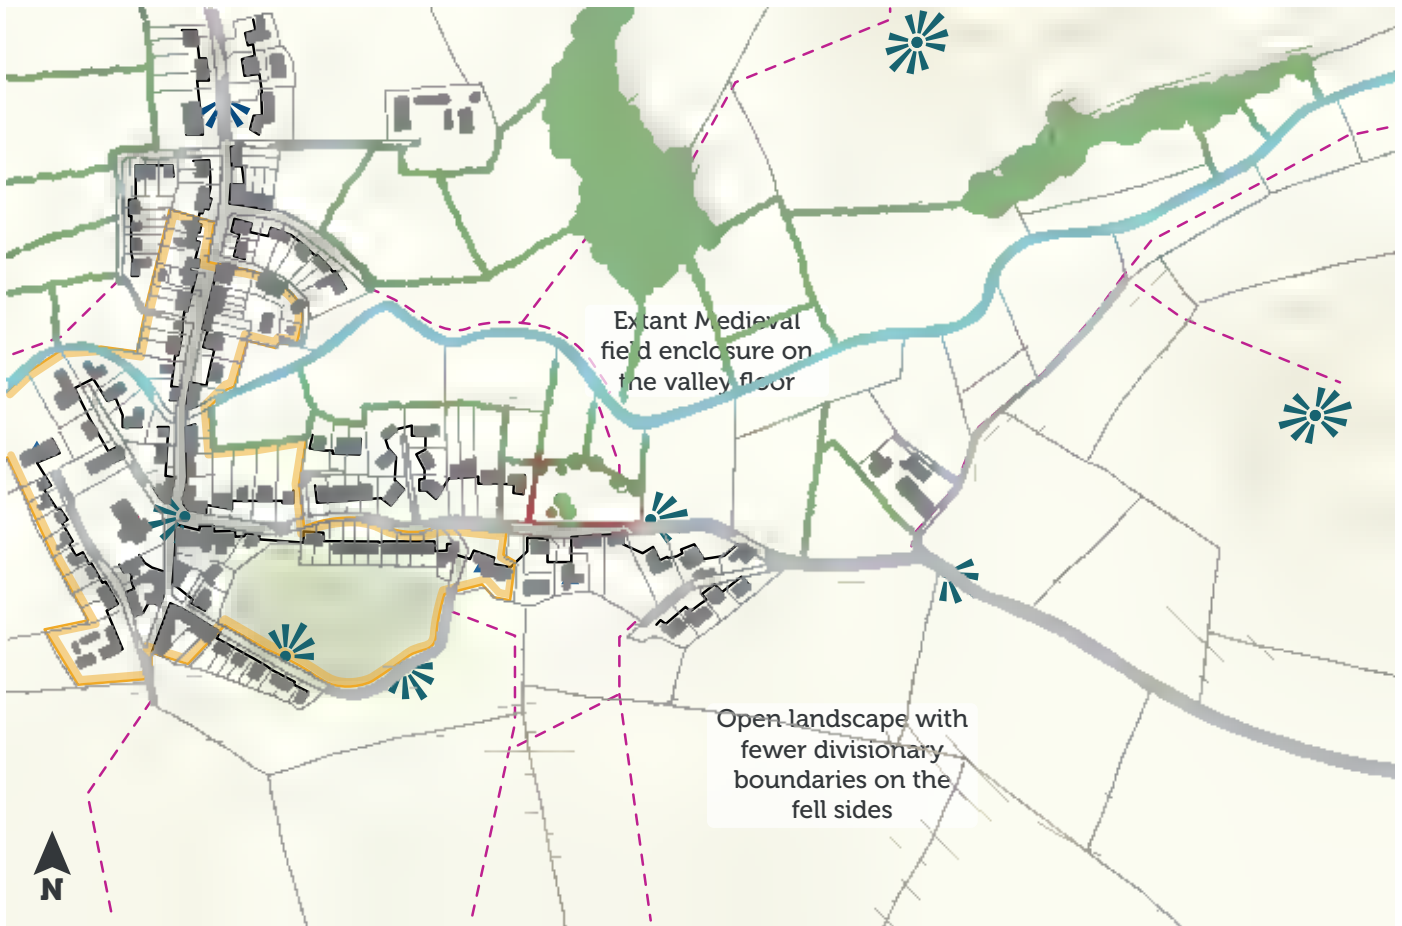 Extant Medieval
field enclosure on
the valley floor
Open landscape with
fewer divisionary
boundaries on the
fell sides
N